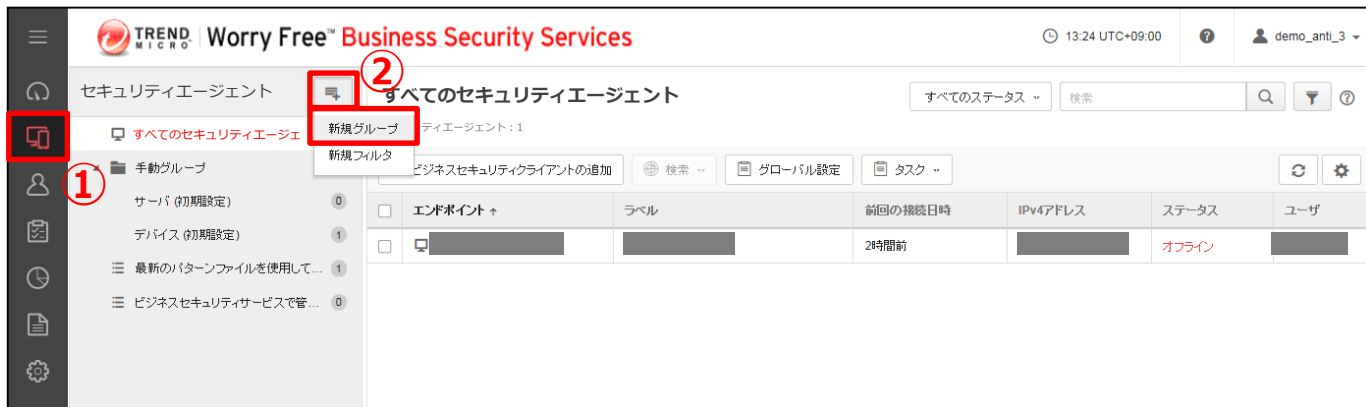 TREND MICRO Worry Free™ Business Security Services
13:24 UTC+09:00
demo_anti_3
②
セキュリティエージェント
すべてのセキュリティエージェント
すべてのステータス
検索
すべてのセキュリティエージェ
新規グループ
ティエージェント:1
新規フィルタ
①
手動グループ
ビジネスセキュリティクライアントの追加
検索
グローバル設定
タスク
サーバ (初期設定) 0
エンドポイント ↑
ラベル
前回の接続日時
IPv4アドレス
ステータス
ユーザ
デバイス (初期設定) 1
2時間前
オフライン
最新のパターンファイルを使用して... 1
ビジネスセキュリティサービスで管... 0